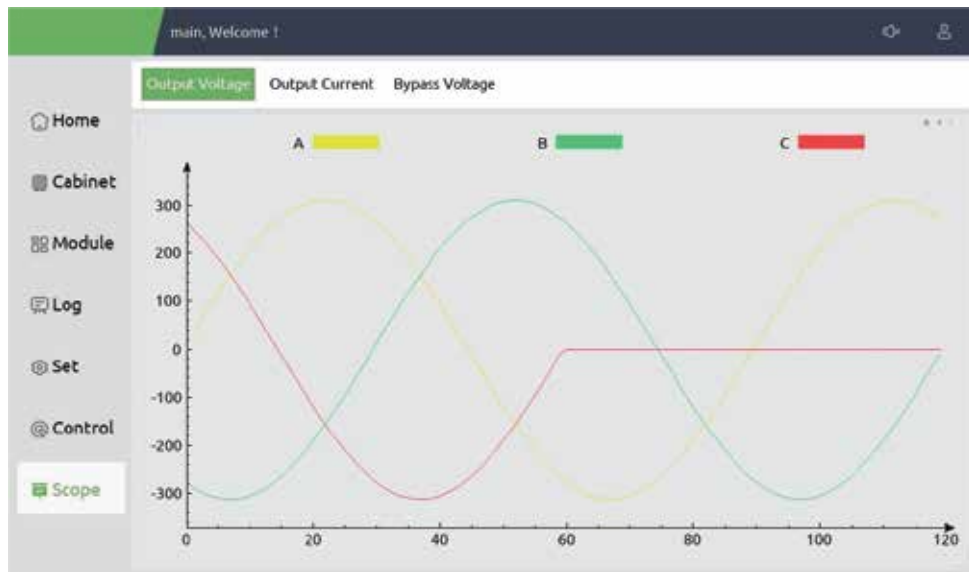 main, Welcome !
Output Voltage Output Current Bypass Voltage
Home
Cabinet
Module
Log
Set
Control
Scope
A B C
300
200
100
0
-100
-200
-300
0 20 40 60 80 100 120